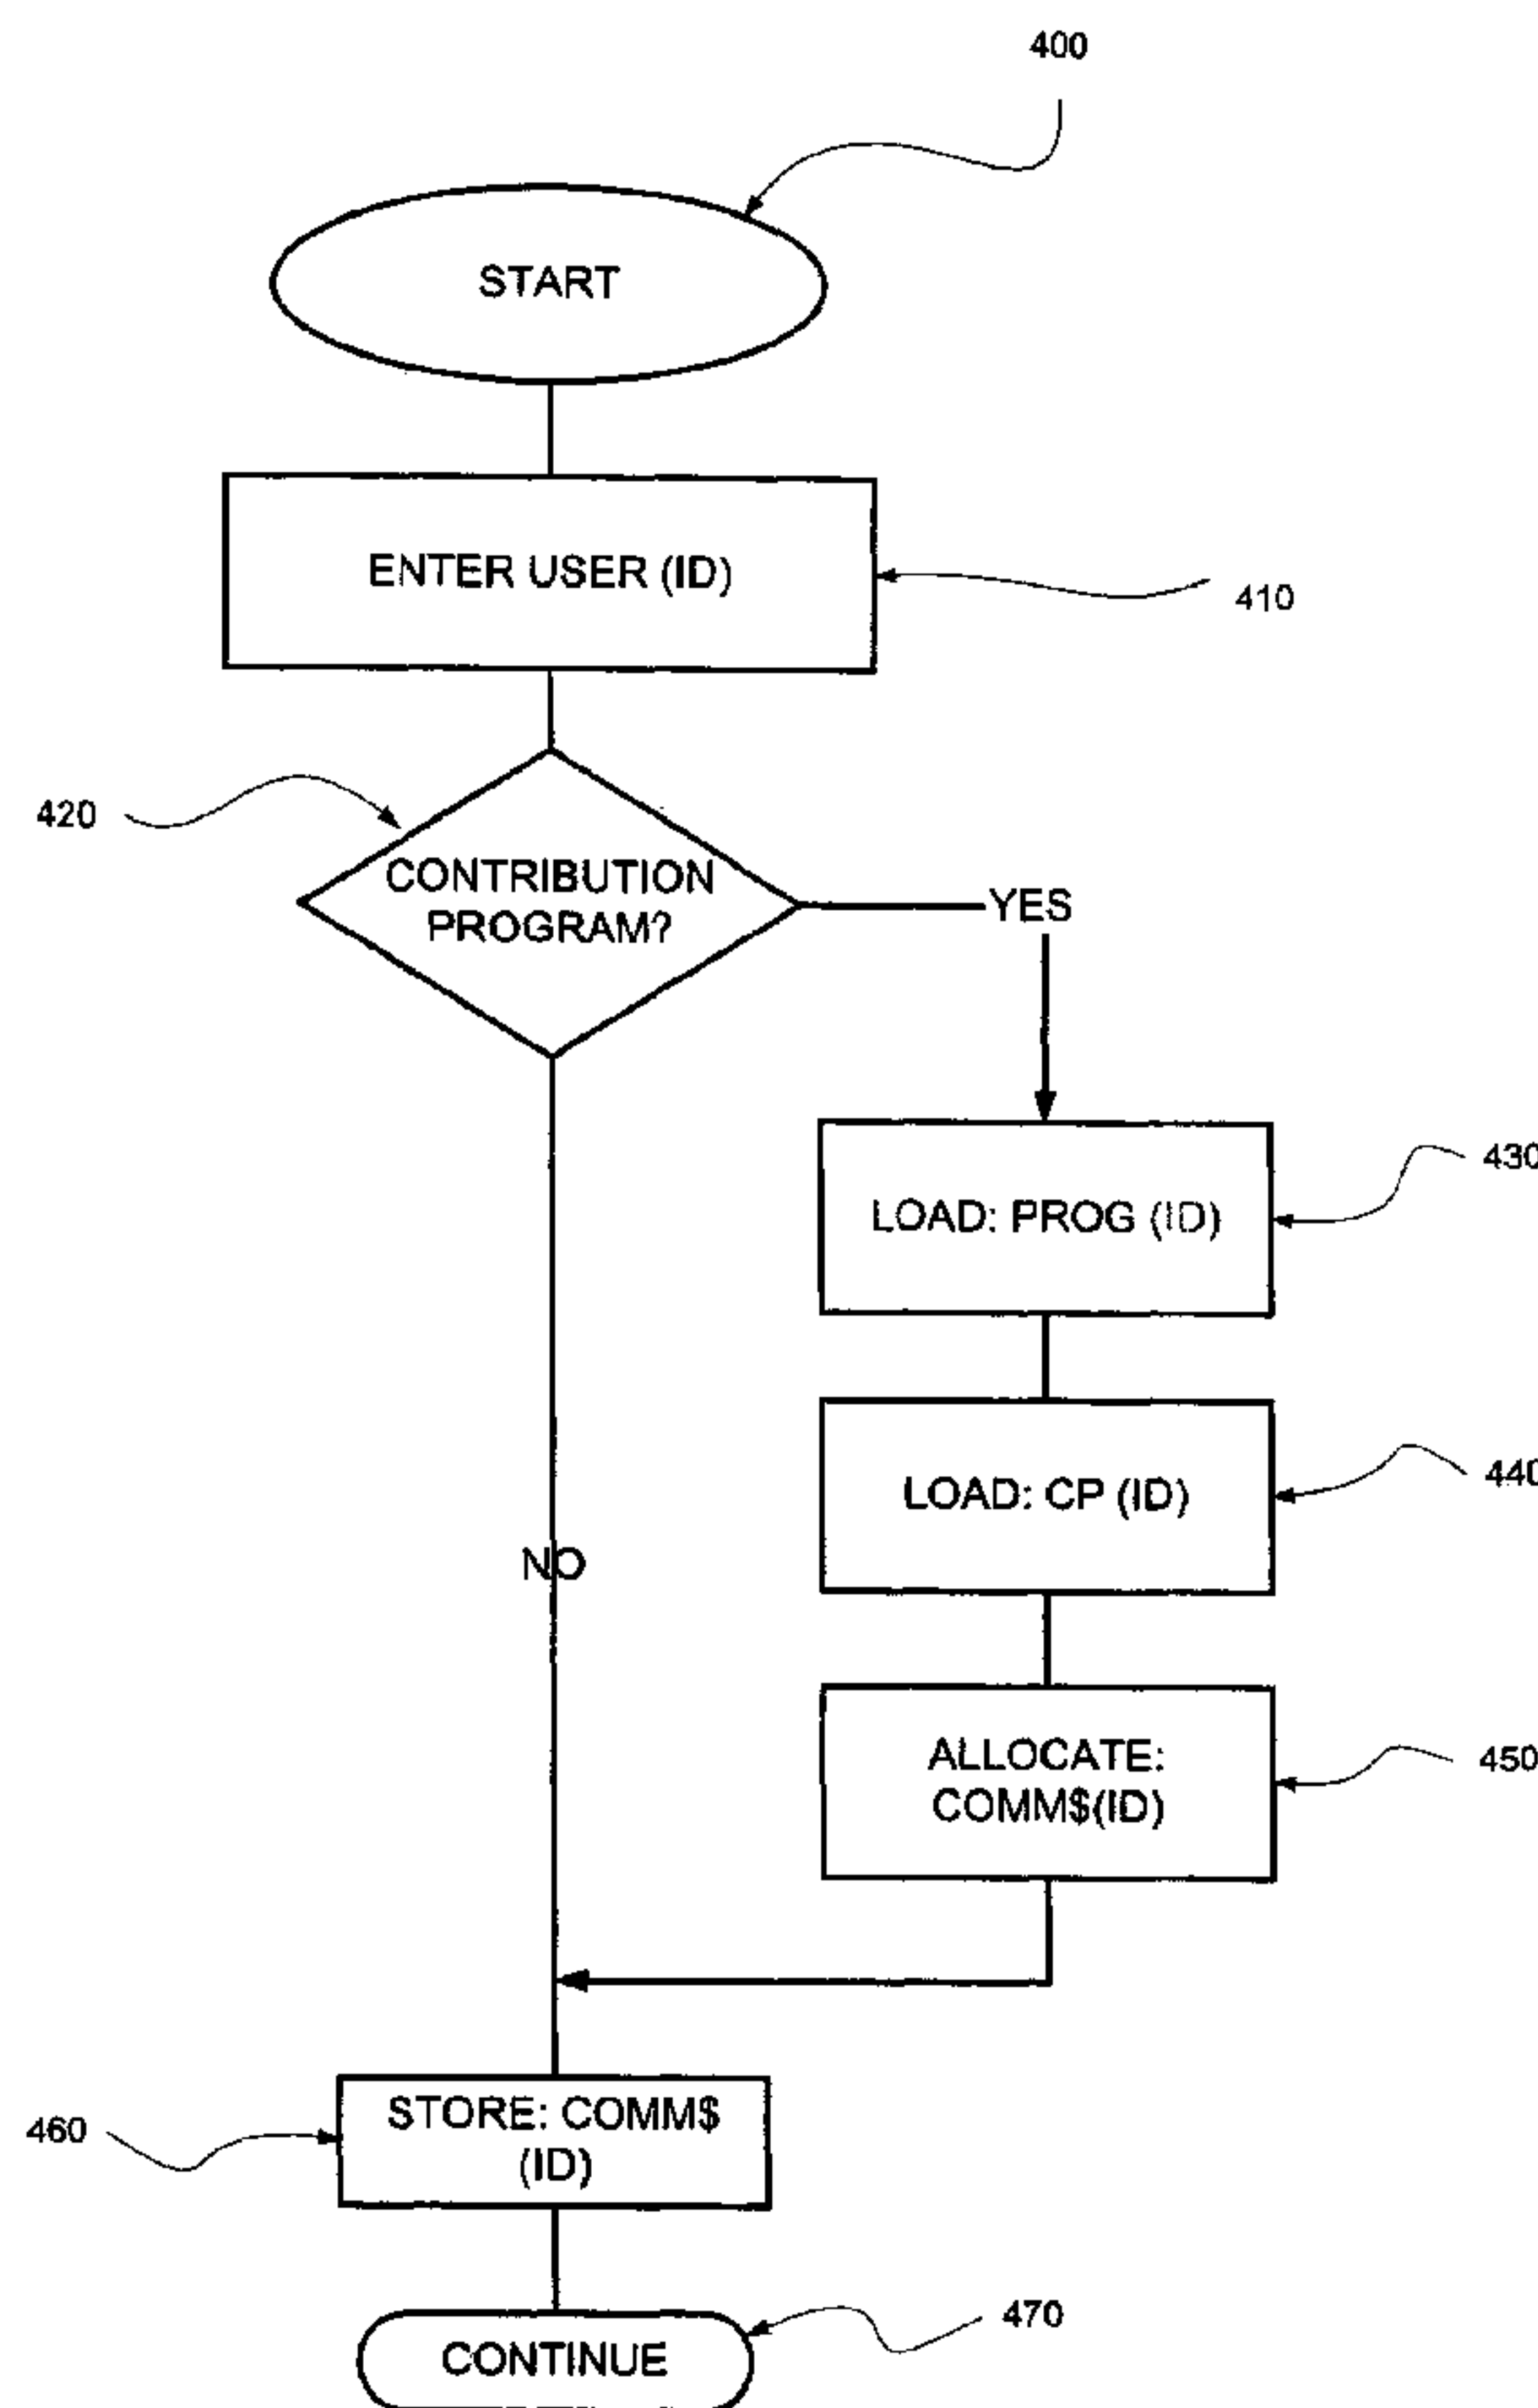 400
START
ENTER USER (ID)
410
420
CONTRIBUTION
PROGRAM?
YES
430
LOAD: PROG (ID)
440
LOAD: CP (ID)
NO
450
ALLOCATE:
COMM$(ID)
460
STORE: COMM$
(ID)
470
CONTINUE